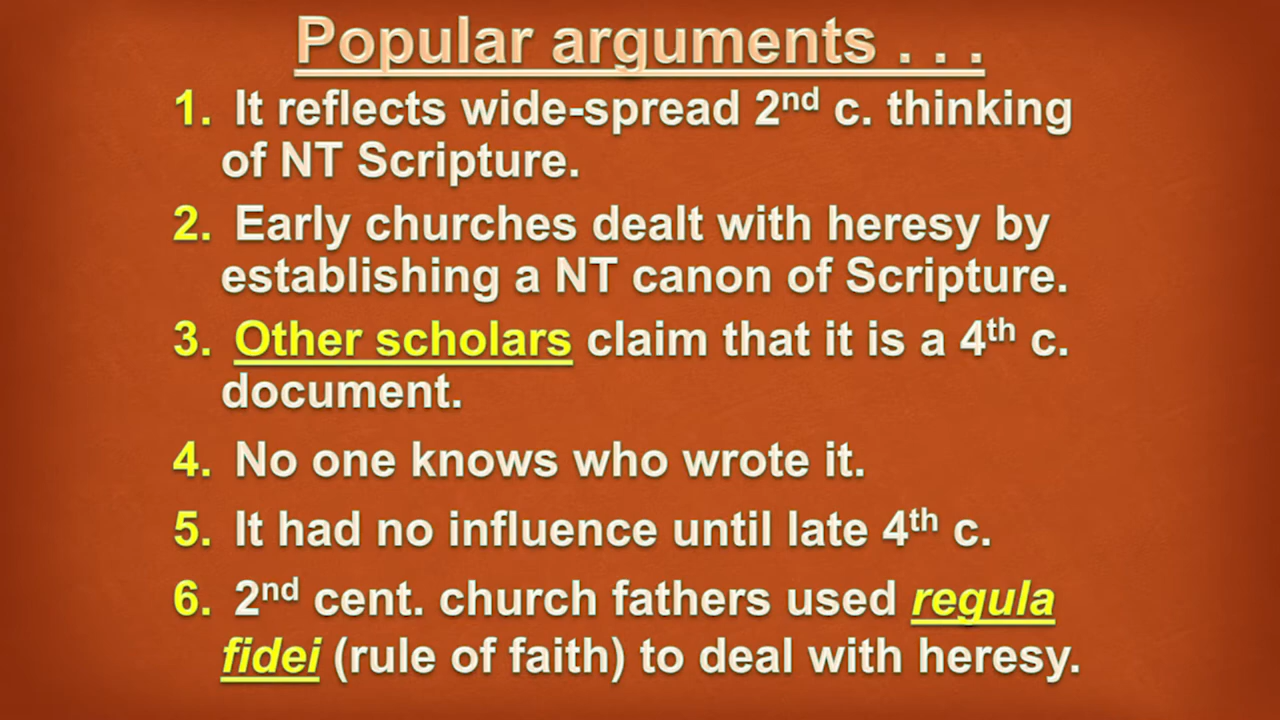 Popular arguments . . .
1. It reflects wide-spread 2nd c. thinking
of NT Scripture.
2. Early churches dealt with heresy by
establishing a NT canon of Scripture.
3. Other scholars claim that it is a 4th c.
document.
4. No one knows who wrote it.
5. It had no influence until late 4th c.
6. 2nd cent. church fathers used regula
fidei (rule of faith) to deal with heresy.